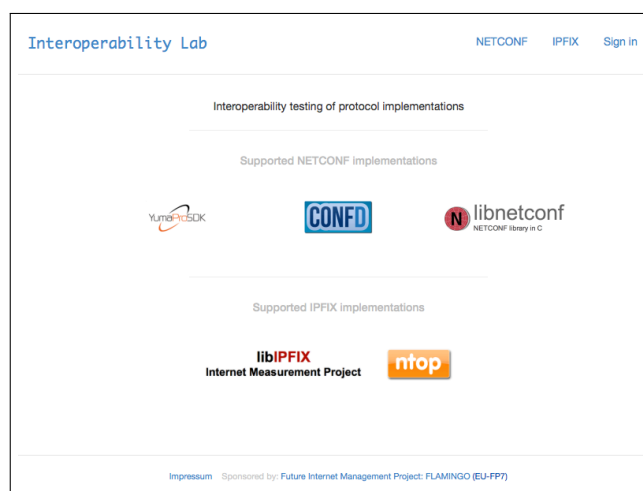 Interoperability Lab NETCONF IPFIX Sign in
Interoperability testing of protocol implementations
Supported NETCONF implementations
YumaProSDK CONFD N libnetconf
NETCONF library in C
Supported IPFIX implementations
libIPFIX ntop
Internet Measurement Project
Impressum Sponsored by: Future Internet Management Project: FLAMINGO (EU-FP7)